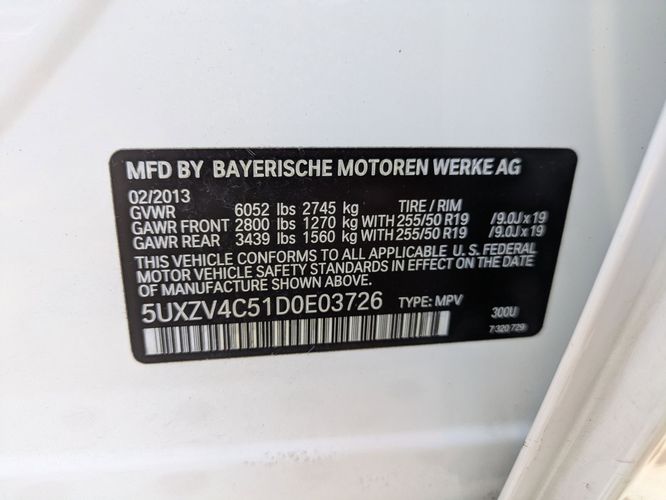 MFD BY BAYERISCHE MOTOREN WERKE AG
02/2013
GVWR 6052 lbs 2745 kg TIRE / RIM
GAWR FRONT 2800 lbs 1270 kg WITH 255/50 R19 /9.0J x 19
GAWR REAR 3439 lbs 1560 kg WITH 255/50 R19 /9.0J x 19
THIS VEHICLE CONFORMS TO ALL APPLICABLE U.S. FEDERAL
MOTOR VEHICLE SAFETY STANDARDS IN EFFECT ON THE DATE
OF MANUFACTURE SHOWN ABOVE.
5UXZV4C51D0E03726 TYPE: MPV 300U
7 320 729